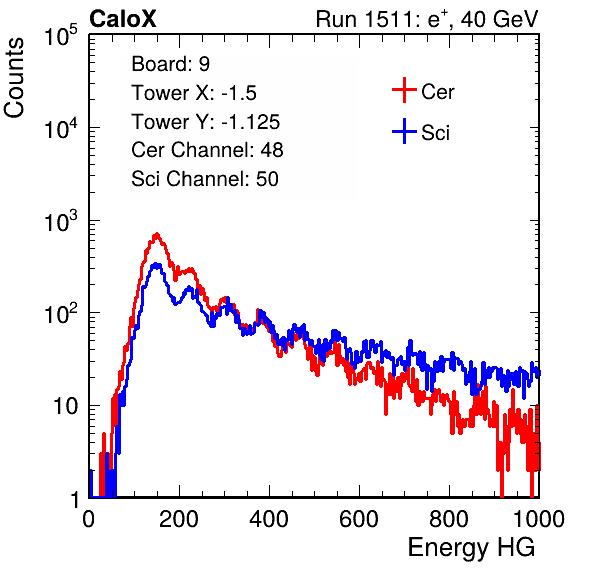 CaloX Run 1511: e⁺, 40 GeV
Counts
Board: 9
Tower X: -1.5
Tower Y: -1.125
Cer Channel: 48
Sci Channel: 50
Cer
Sci
10⁵
10⁴
10³
10²
10
1
0 200 400 600 800 1000
Energy HG